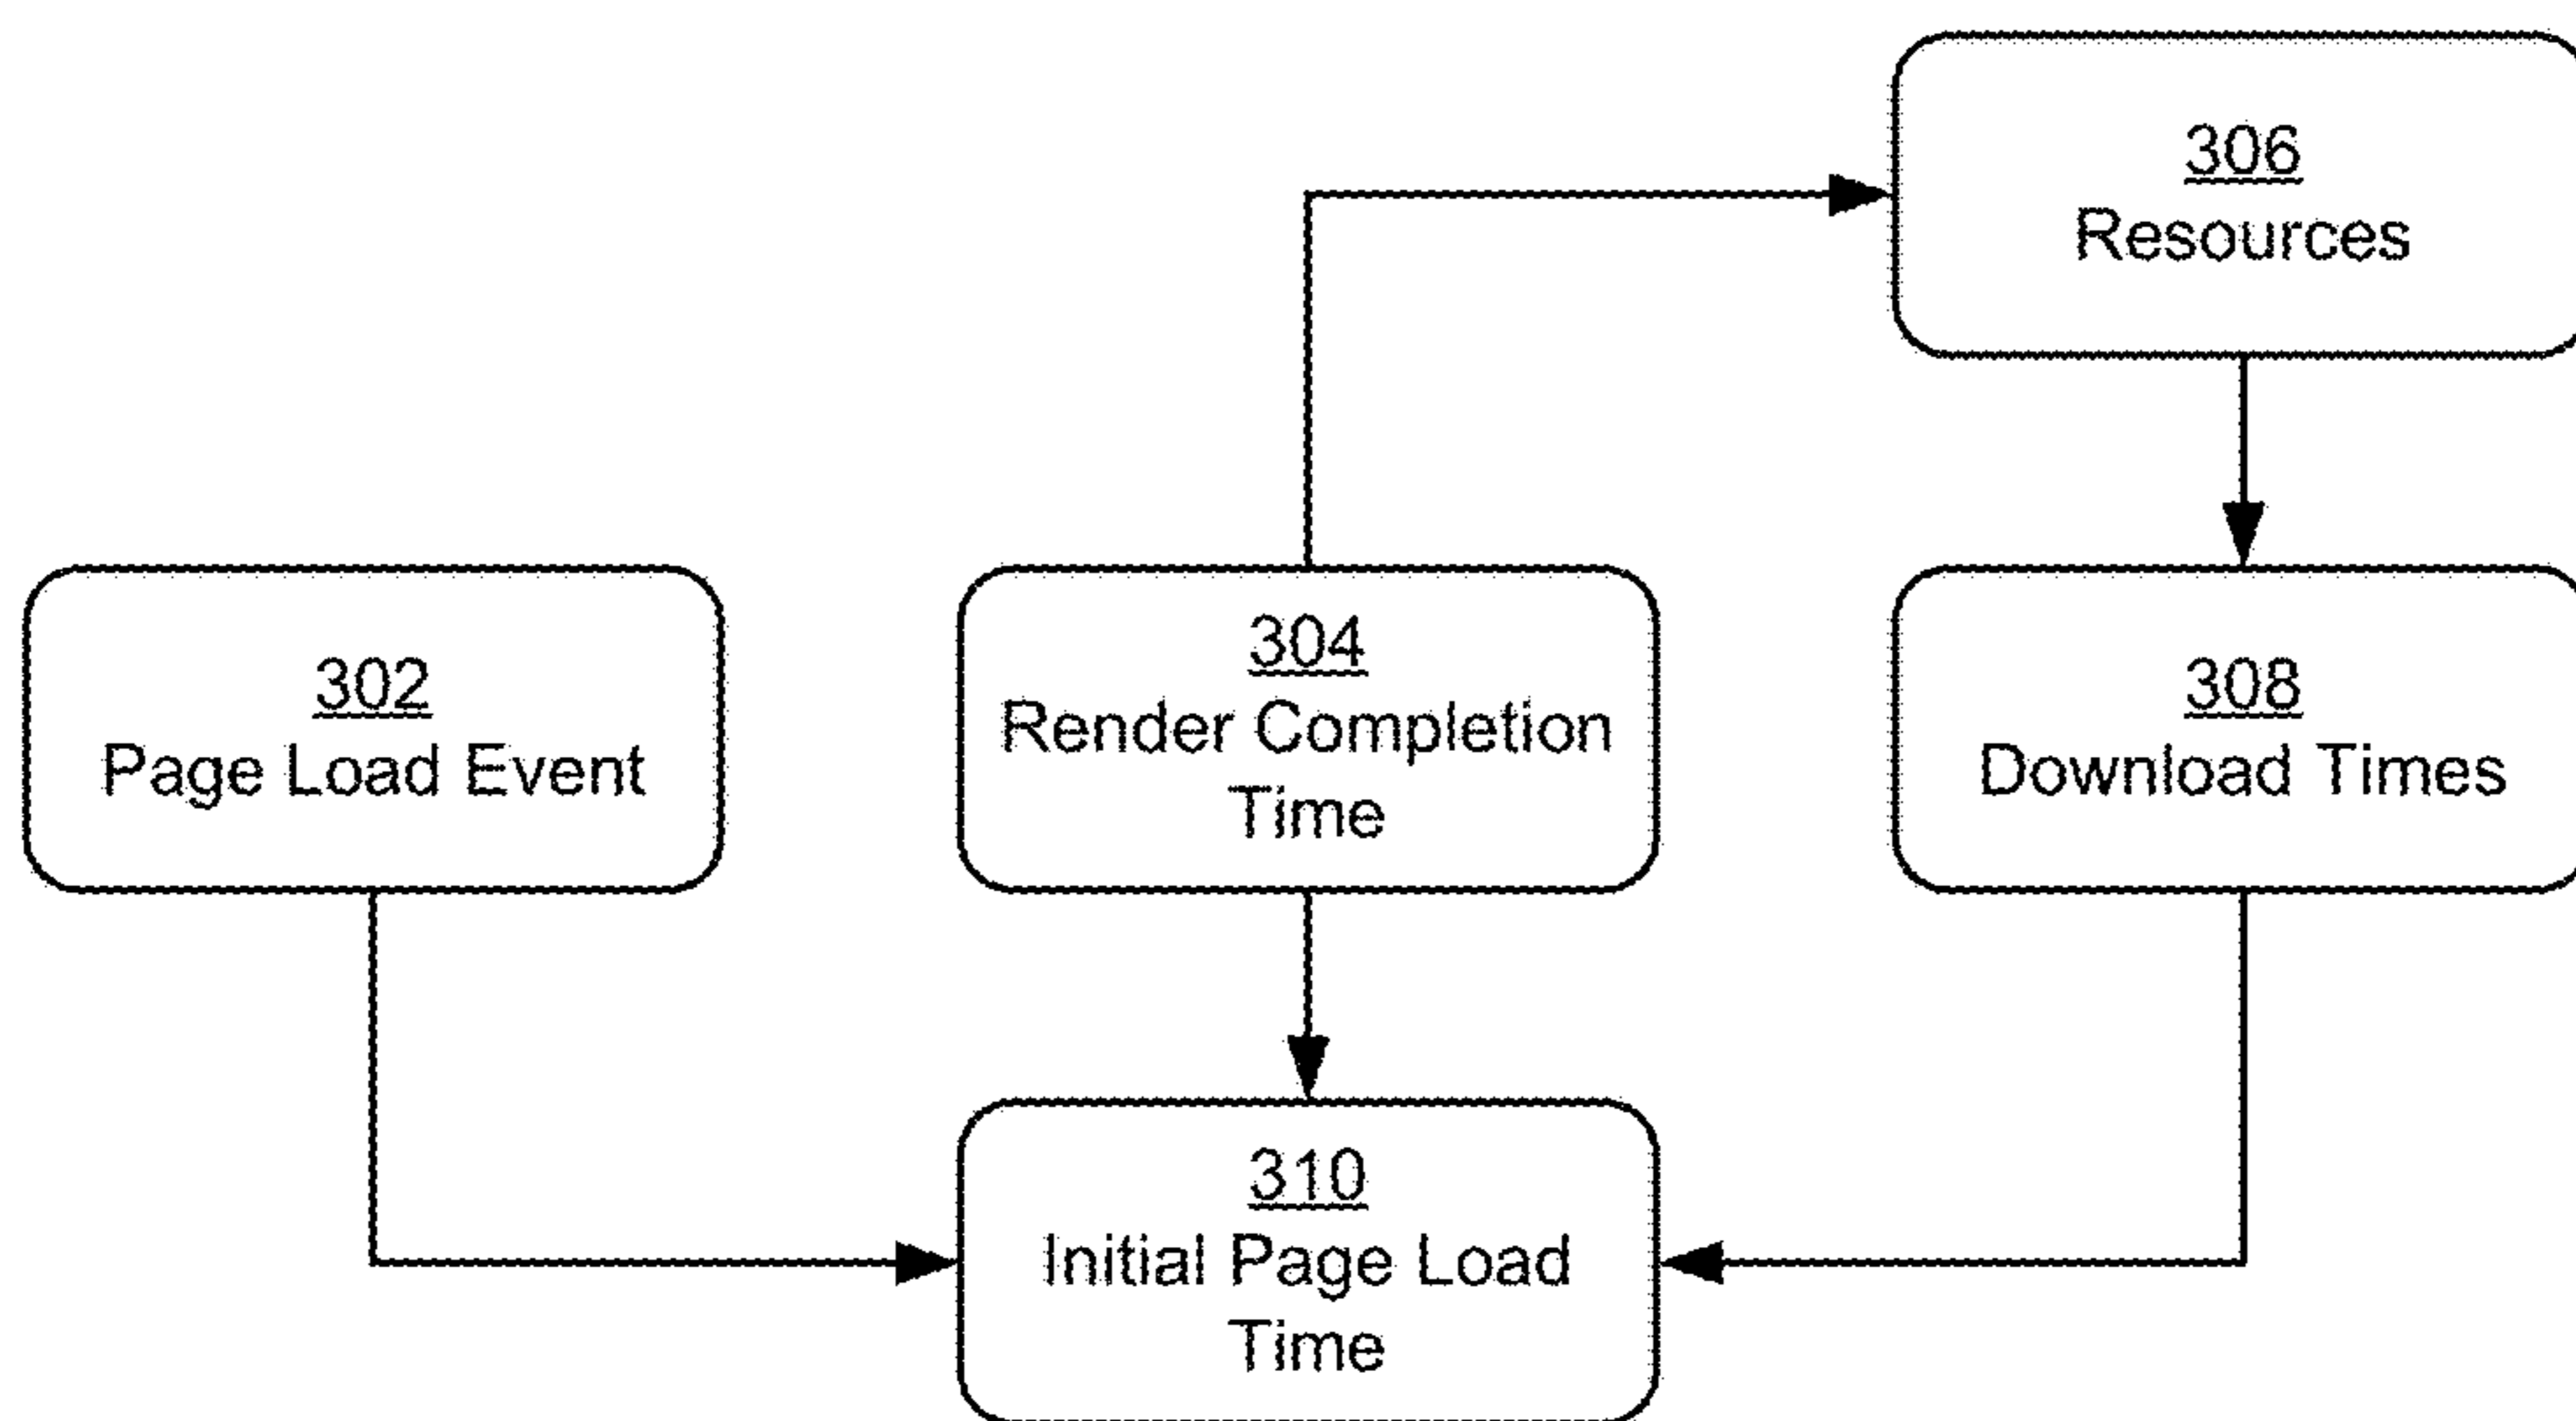 306
Resources
302
Page Load Event
304
Render Completion
Time
308
Download Times
310
Initial Page Load
Time